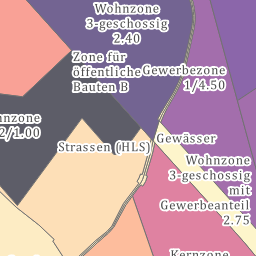 Wohnzone
3-geschossig
2.40
Zone für
öffentliche
Bauten B
Gewerbezone
1/4.50
nzone
2/1.00
Strassen (HLS)
Gewässer
Wohnzone
3-geschossig
mit
Gewerbeanteil
2.75
Kernzone